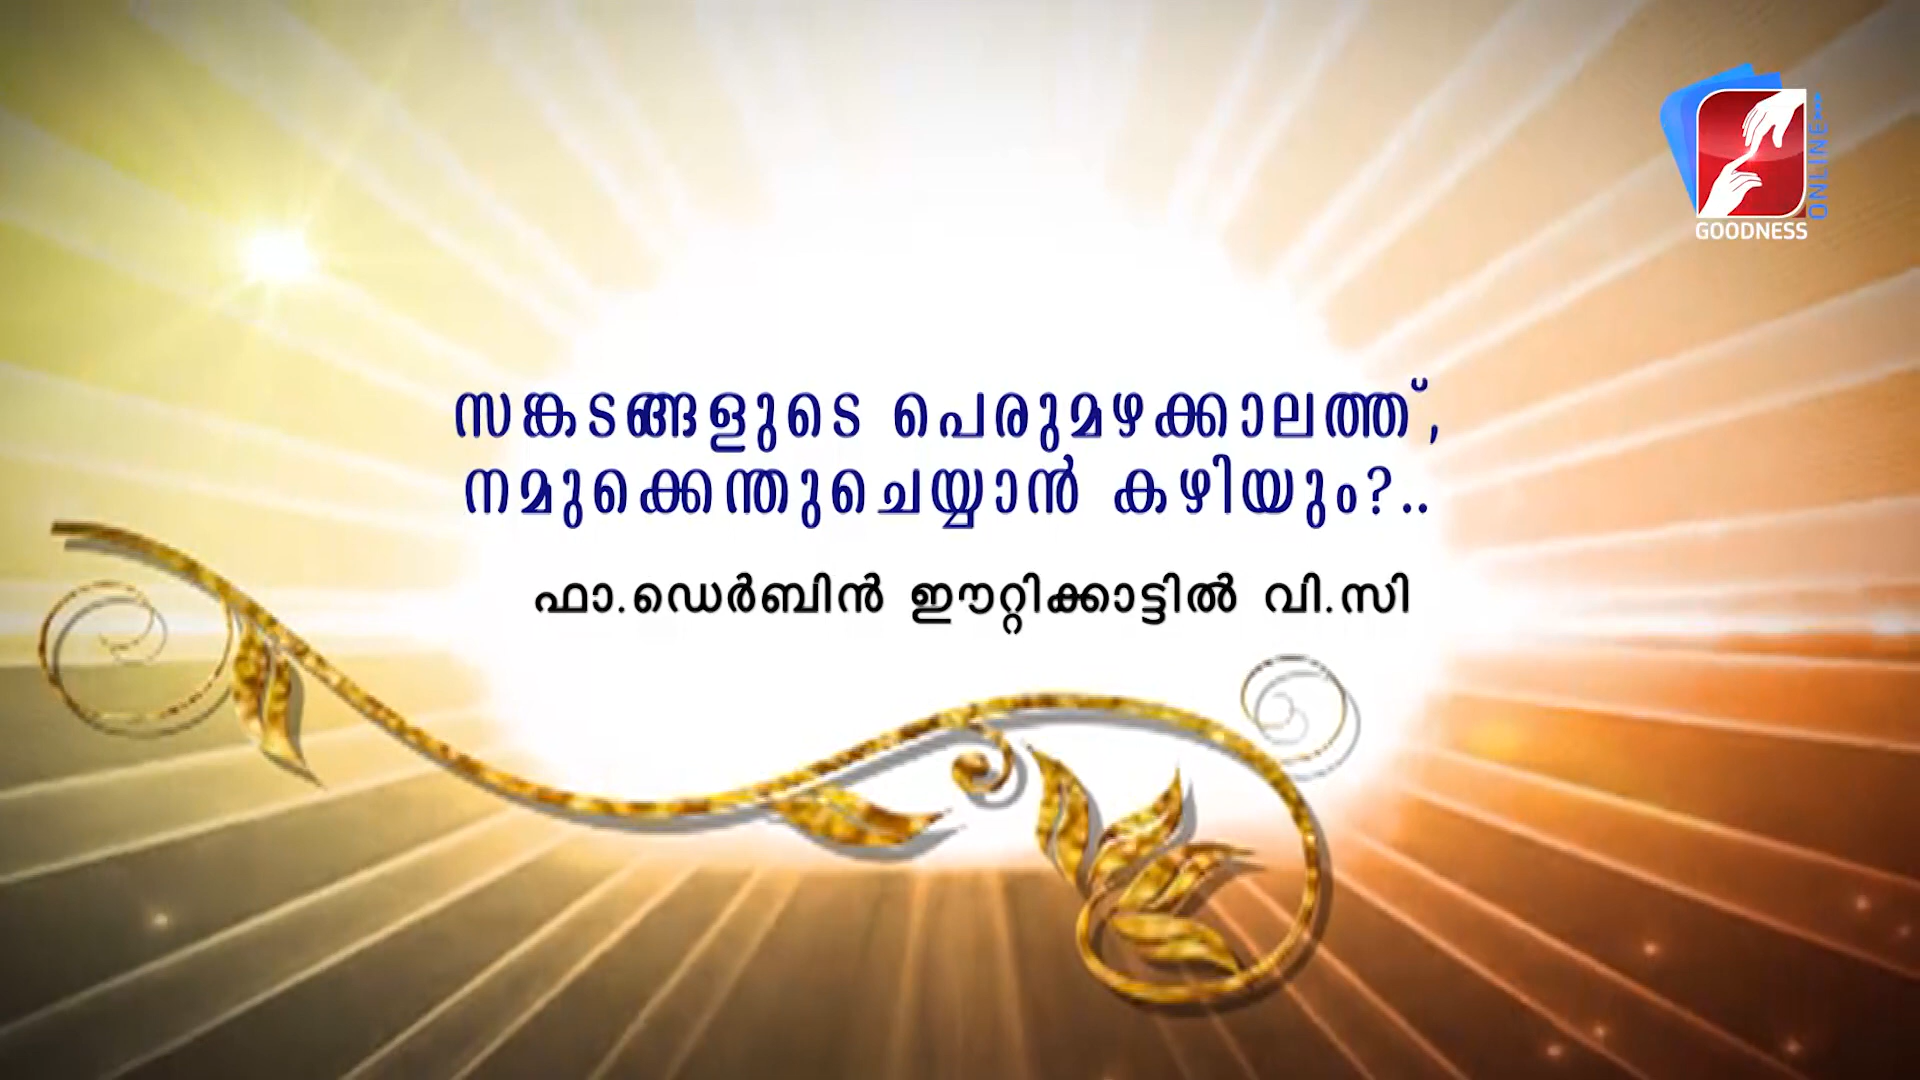 സങ്കടങ്ങളുടെ പെരുമഴക്കാലത്ത്,
നമുക്കെന്തുചെയ്യാൻ കഴിയും?..
ഫാ.ഡെർബിൻ ഈറ്റിക്കാട്ടിൽ വി.സി
GOODNESS
ONLINE